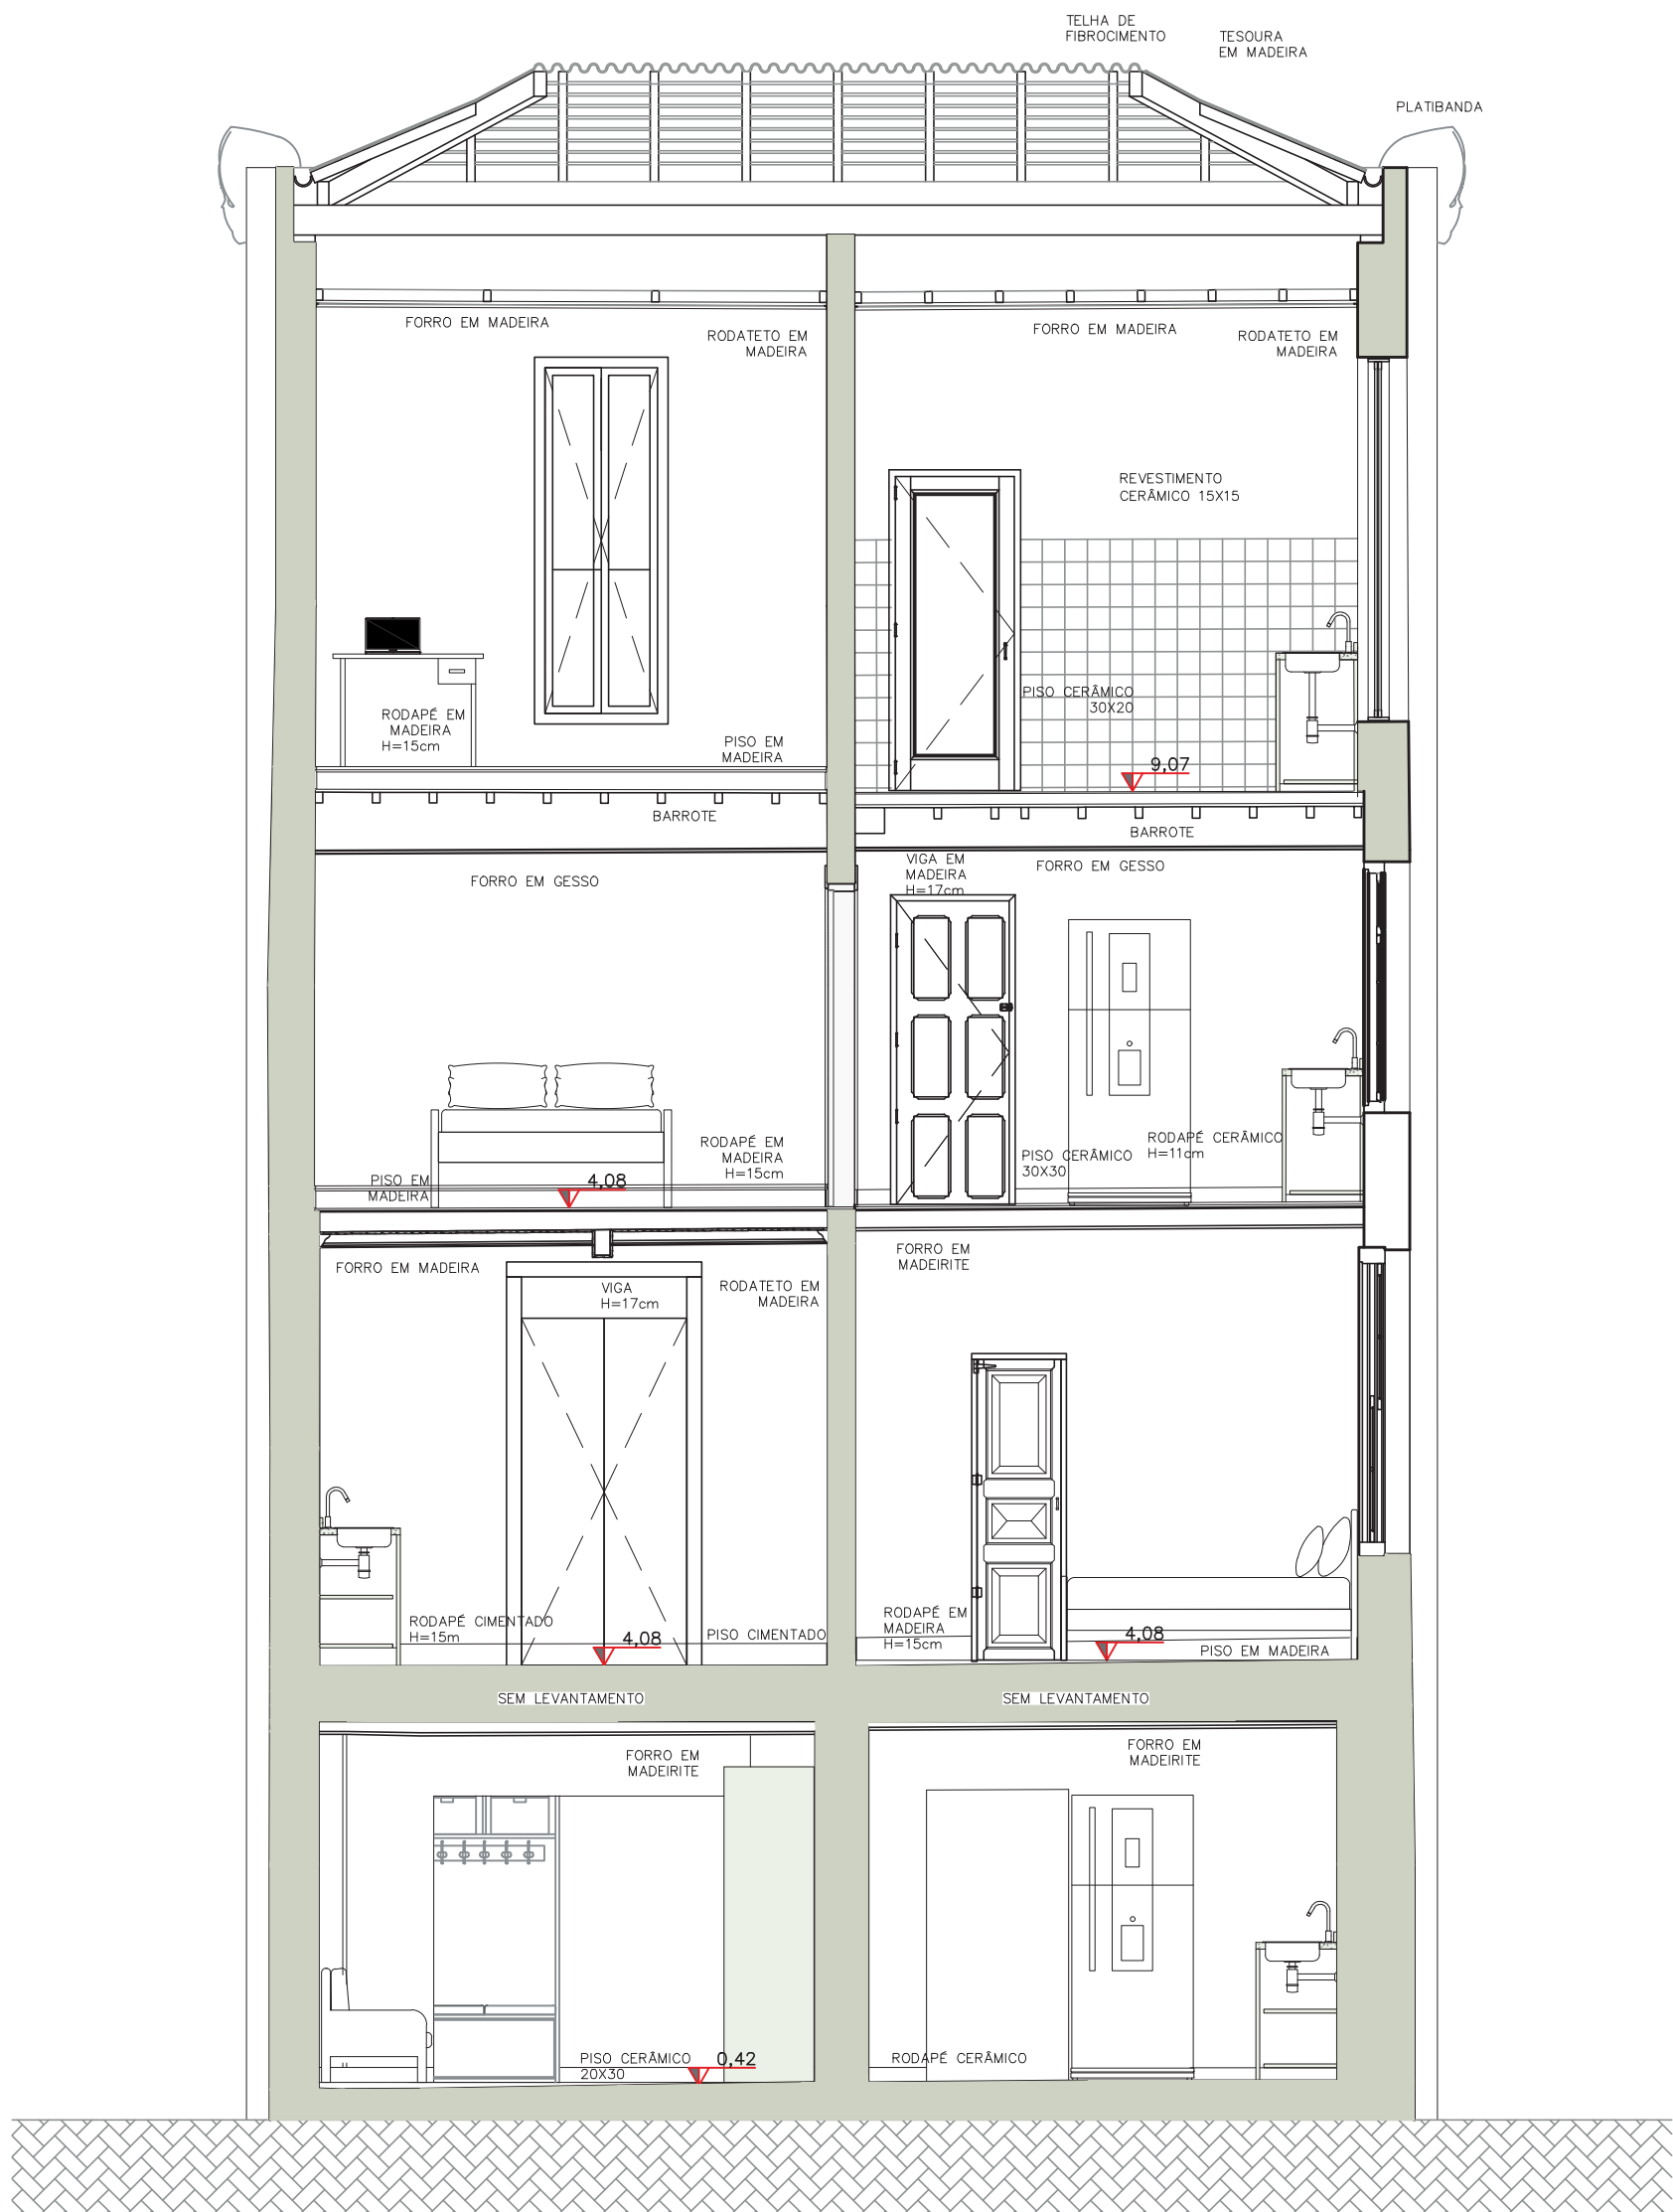 TELHA DE
FIBROCIMENTO
TESOURA
EM MADEIRA
PLATIBANDA
FORRO EM MADEIRA
RODATETO EM
MADEIRA
FORRO EM MADEIRA
RODATETO EM
MADEIRA
REVESTIMENTO
CERÂMICO 15X15
RODAPÉ EM
MADEIRA
H=15cm
PISO EM
MADEIRA
PISO CERÂMICO
30X20
9,07
BARROTE
BARROTE
FORRO EM GESSO
VIGA EM
MADEIRA
H=17cm
FORRO EM GESSO
PISO EM
MADEIRA
4,08
RODAPÉ EM
MADEIRA
H=15cm
PISO CERÂMICO
30X30
RODAPÉ CERÂMICO
H=11cm
FORRO EM MADEIRA
VIGA
H=17cm
RODATETO EM
MADEIRA
FORRO EM
MADEIRITE
RODAPÉ CIMENTADO
H=15m
4,08
PISO CIMENTADO
RODAPÉ EM
MADEIRA
H=15cm
4,08
PISO EM MADEIRA
SEM LEVANTAMENTO
SEM LEVANTAMENTO
FORRO EM
MADEIRITE
FORRO EM
MADEIRITE
PISO CERÂMICO
20X30
0,42
RODAPÉ CERÂMICO